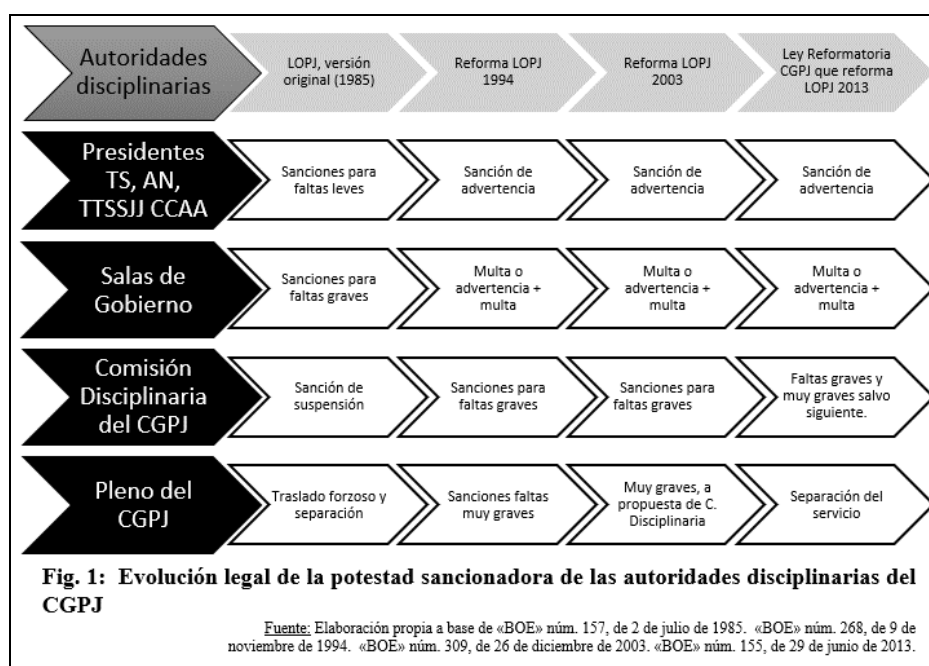 Autoridades
disciplinarias
LOPJ, versión
original (1985)
Reforma LOPJ
1994
Reforma LOPJ
2003
Ley Reformatoria
CGPJ que reforma
LOPJ 2013
Presidentes
TS, AN,
TTSSJJ CCAA
Sanciones para
faltas leves
Sanción de
advertencia
Sanción de
advertencia
Sanción de
advertencia
Salas de
Gobierno
Sanciones para
faltas graves
Multa o
advertencia +
multa
Multa o
advertencia +
multa
Multa o
advertencia +
multa
Comisión
Disciplinaria
del CGPJ
Sanción de
suspensión
Sanciones para
faltas graves
Sanciones para
faltas graves
Faltas graves y
muy graves salvo
siguiente.
Pleno del
CGPJ
Traslado forzoso y
separación
Sanciones faltas
muy graves
Muy graves, a
propuesta de C.
Disciplinaria
Separación del
servicio
Fig. 1: Evolución legal de la potestad sancionadora de las autoridades disciplinarias del
CGPJ
Fuente: Elaboración propia a base de «BOE» núm. 157, de 2 de julio de 1985. «BOE» núm. 268, de 9 de
noviembre de 1994. «BOE» núm. 309, de 26 de diciembre de 2003. «BOE» núm. 155, de 29 de junio de 2013.